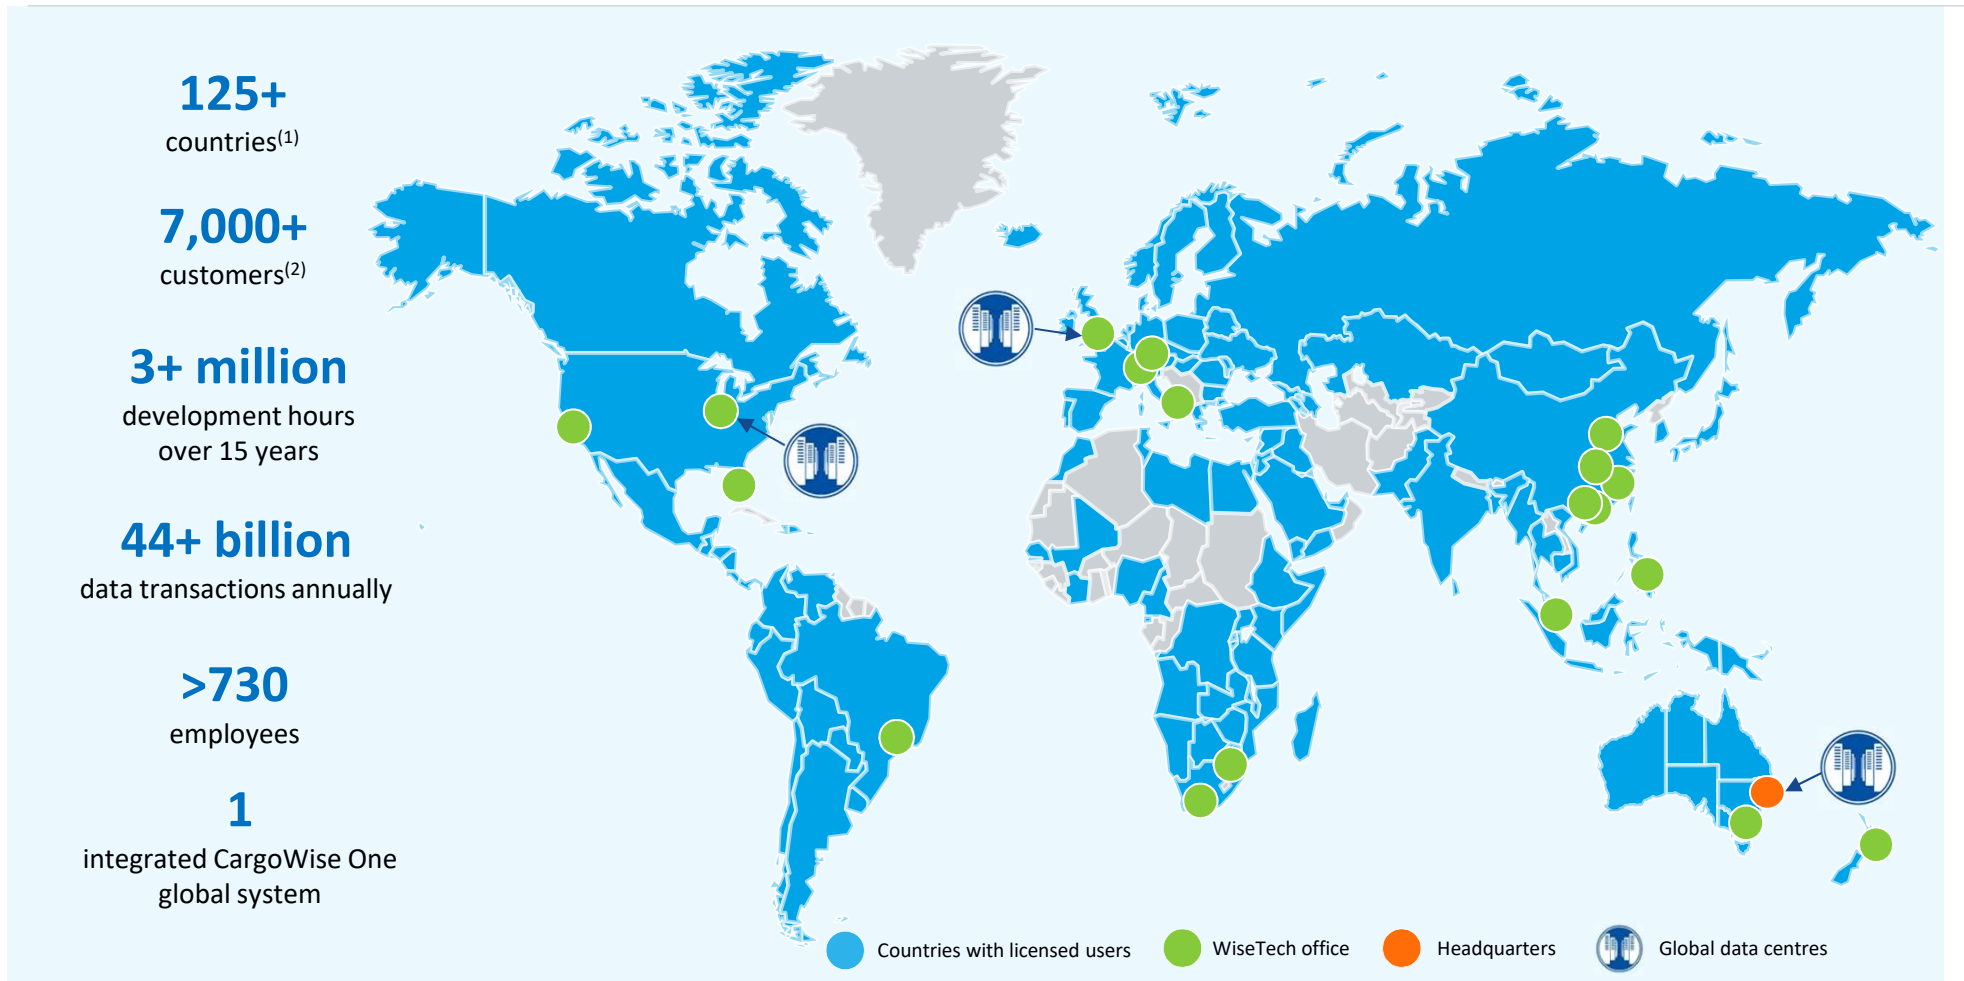 125+
countries(1)
7,000+
customers(2)
3+ million
development hours
over 15 years
44+ billion
data transactions annually
>730
employees
1
integrated CargoWise One
global system
Countries with licensed users
WiseTech office
Headquarters
Global data centres